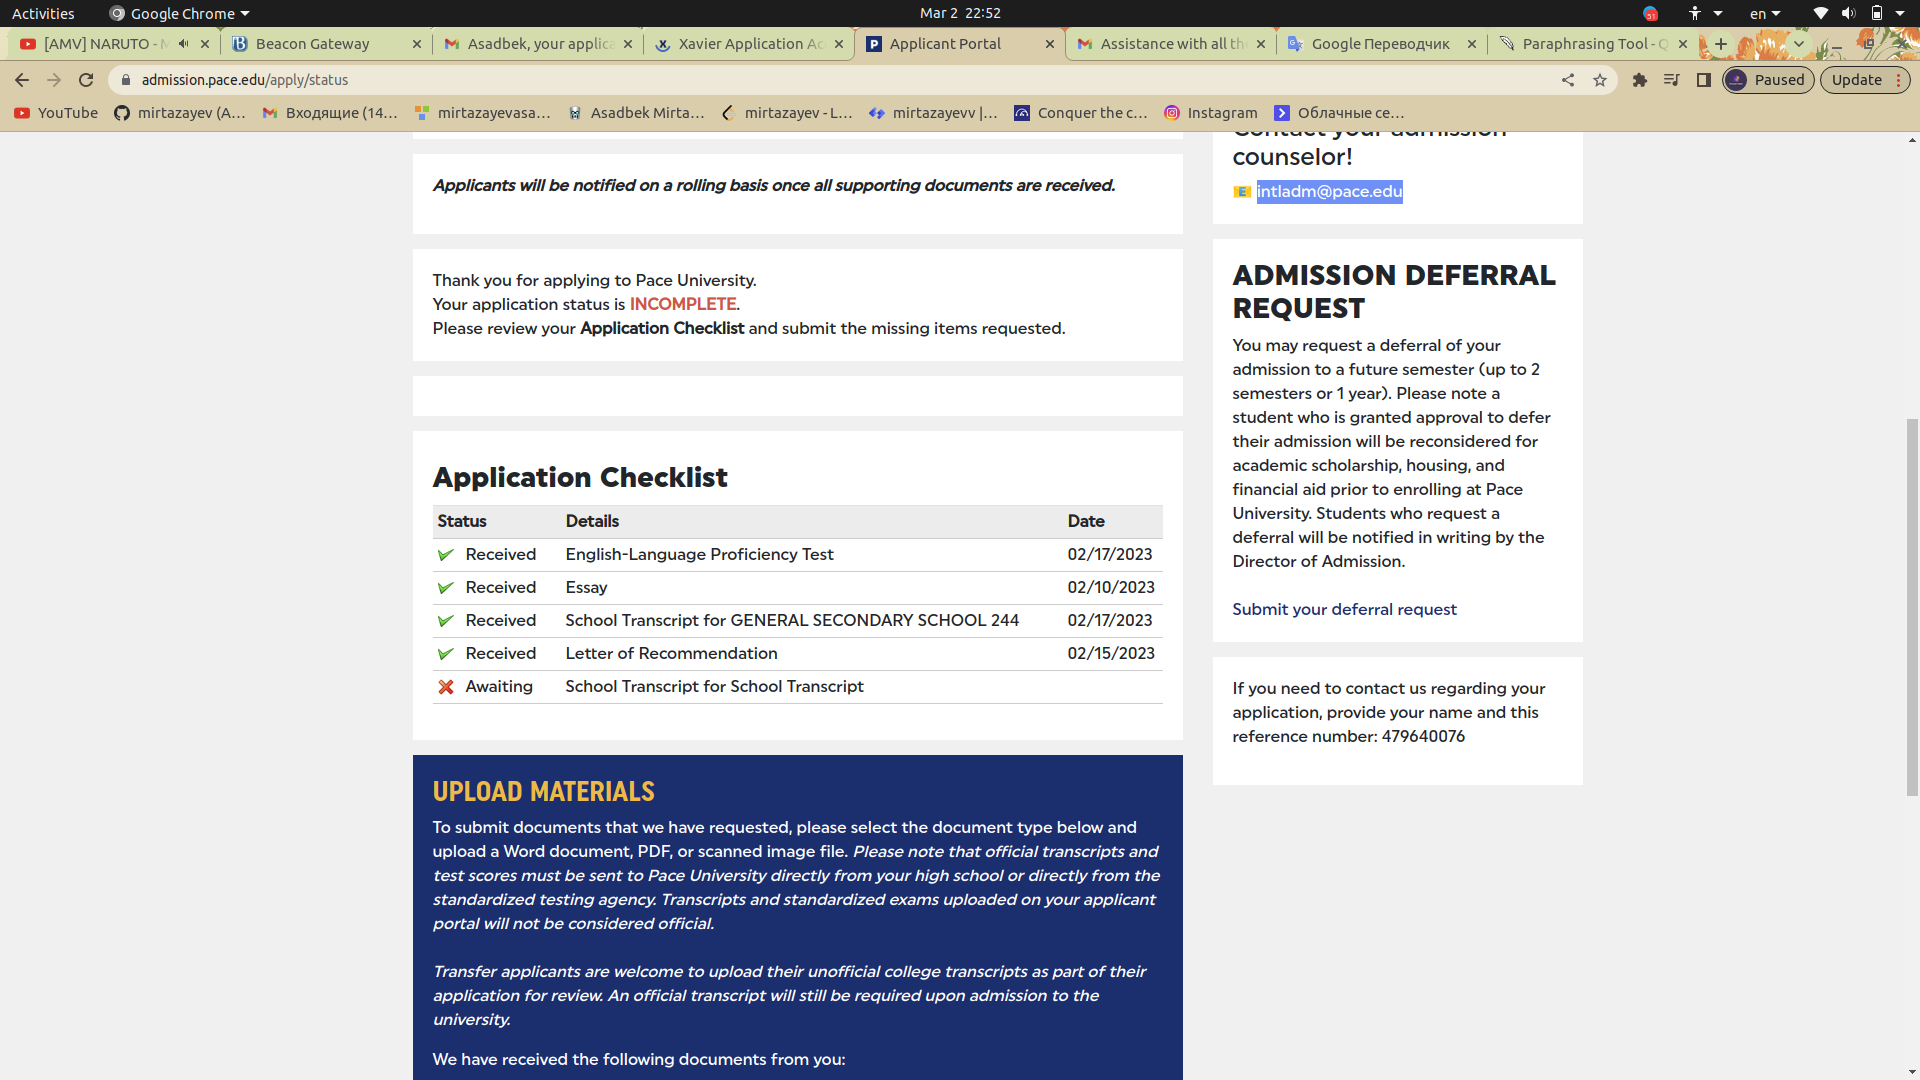 Activities
Google Chrome
Mar 2 22:52
51
en
[AMV] NARUTO - M
Beacon Gateway
Asadbek, your applica
Xavier Application Ac
Applicant Portal
Assistance with all th
Google Переводчик
Paraphrasing Tool - Q
admission.pace.edu/apply/status
Paused
Update
YouTube
mirtazayev (A...
Входящие (14...
mirtazayevasa...
Asadbek Mirta...
mirtazayev - L...
mirtazayevv |...
Conquer the c...
Instagram
Облачные се...
Applicants will be notified on a rolling basis once all supporting documents are received.
Thank you for applying to Pace University.
Your application status is INCOMPLETE.
Please review your Application Checklist and submit the missing items requested.
Application Checklist
Status Details Date
Received English-Language Proficiency Test 02/17/2023
Received Essay 02/10/2023
Received School Transcript for GENERAL SECONDARY SCHOOL 244 02/17/2023
Received Letter of Recommendation 02/15/2023
Awaiting School Transcript for School Transcript
UPLOAD MATERIALS
To submit documents that we have requested, please select the document type below and
upload a Word document, PDF, or scanned image file. Please note that official transcripts and
test scores must be sent to Pace University directly from your high school or directly from the
standardized testing agency. Transcripts and standardized exams uploaded on your applicant
portal will not be considered official.
Transfer applicants are welcome to upload their unofficial college transcripts as part of their
application for review. An official transcript will still be required upon admission to the
university.
We have received the following documents from you:
Contact your admission
counselor!
intladm@pace.edu
ADMISSION DEFERRAL
REQUEST
You may request a deferral of your
admission to a future semester (up to 2
semesters or 1 year). Please note a
student who is granted approval to defer
their admission will be reconsidered for
academic scholarship, housing, and
financial aid prior to enrolling at Pace
University. Students who request a
deferral will be notified in writing by the
Director of Admission.
Submit your deferral request
If you need to contact us regarding your
application, provide your name and this
reference number: 479640076